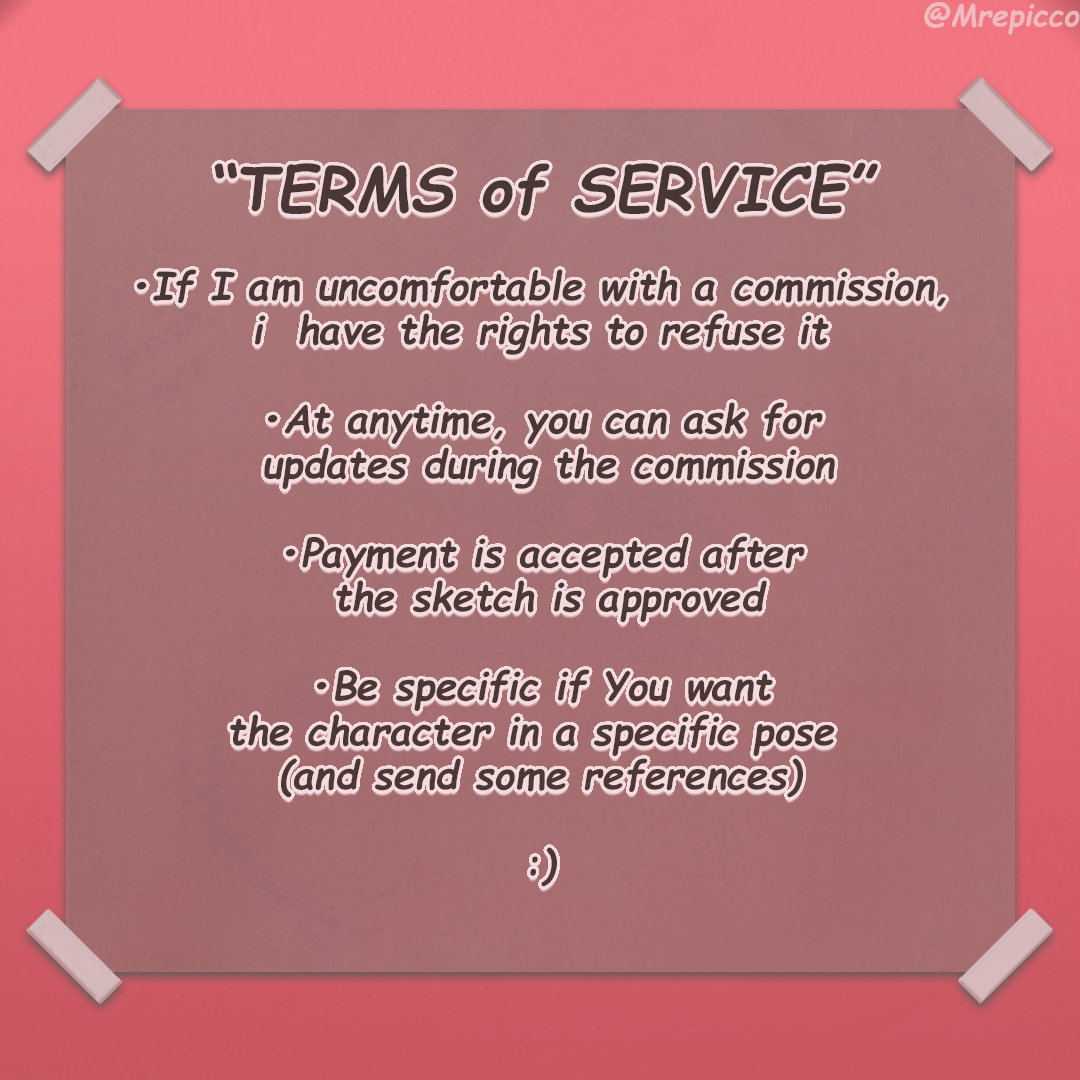 @Mrepicco
“TERMS of SERVICE”
•If I am uncomfortable with a commission,
i have the rights to refuse it
•At anytime, you can ask for
updates during the commission
•Payment is accepted after
the sketch is approved
•Be specific if You want
the character in a specific pose
(and send some references)
:)